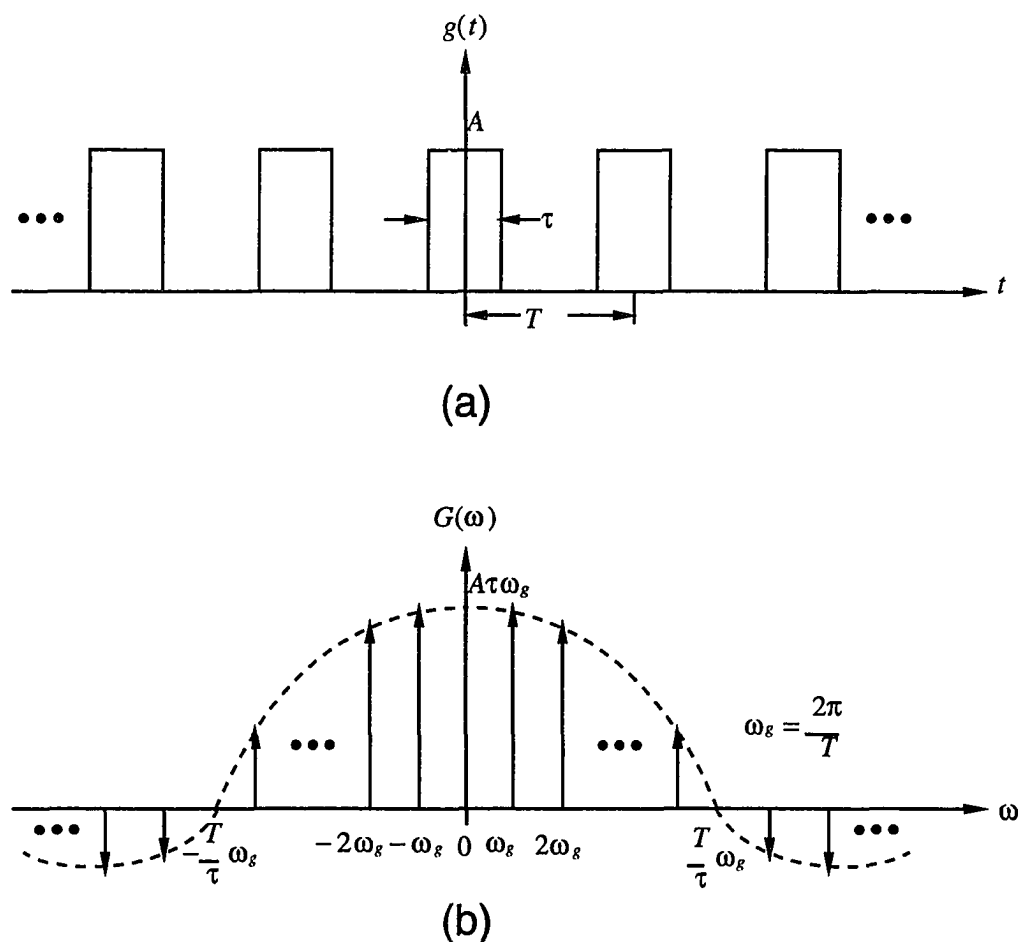 g(t)
A
τ
t
T
(a)
G(ω)
Aτω_g
ω_g = 2π/T
ω
-T/τ ω_g
-2ω_g
-ω_g
0
ω_g
2ω_g
T/τ ω_g
(b)